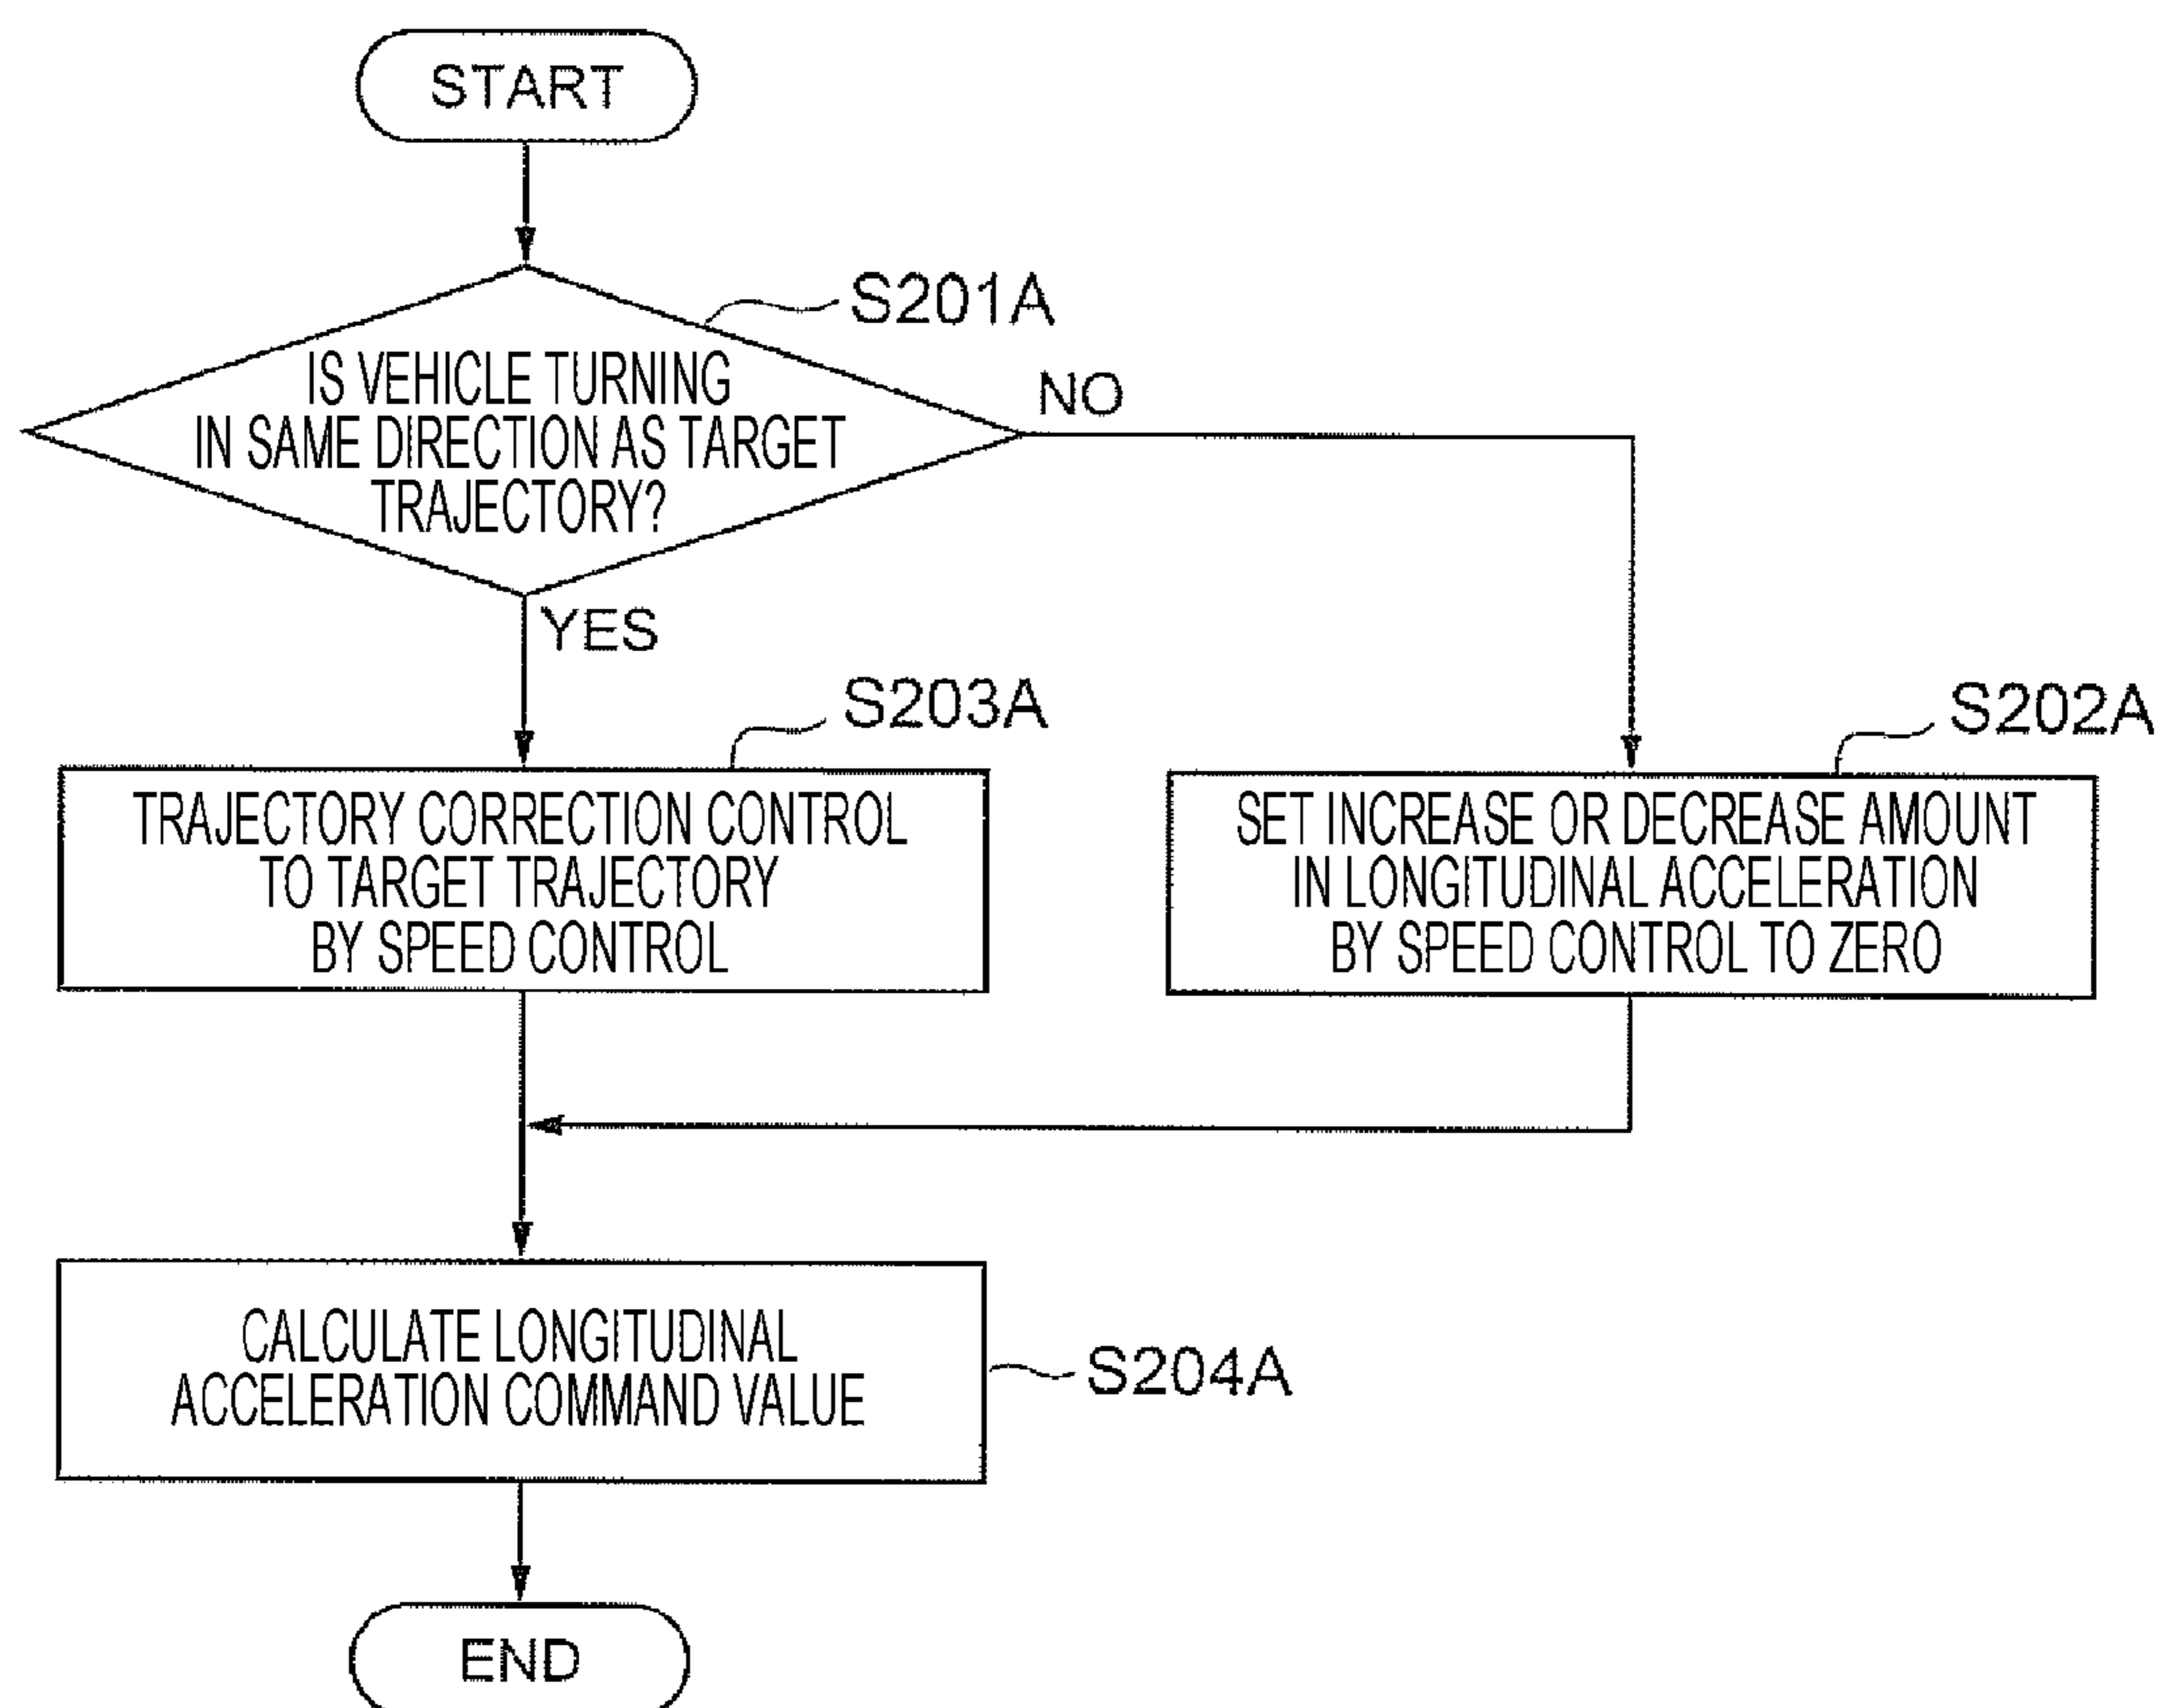 START
S201A
IS VEHICLE TURNING
IN SAME DIRECTION AS TARGET
TRAJECTORY?
NO
YES
S203A
TRAJECTORY CORRECTION CONTROL
TO TARGET TRAJECTORY
BY SPEED CONTROL
S202A
SET INCREASE OR DECREASE AMOUNT
IN LONGITUDINAL ACCELERATION
BY SPEED CONTROL TO ZERO
CALCULATE LONGITUDINAL
ACCELERATION COMMAND VALUE
S204A
END